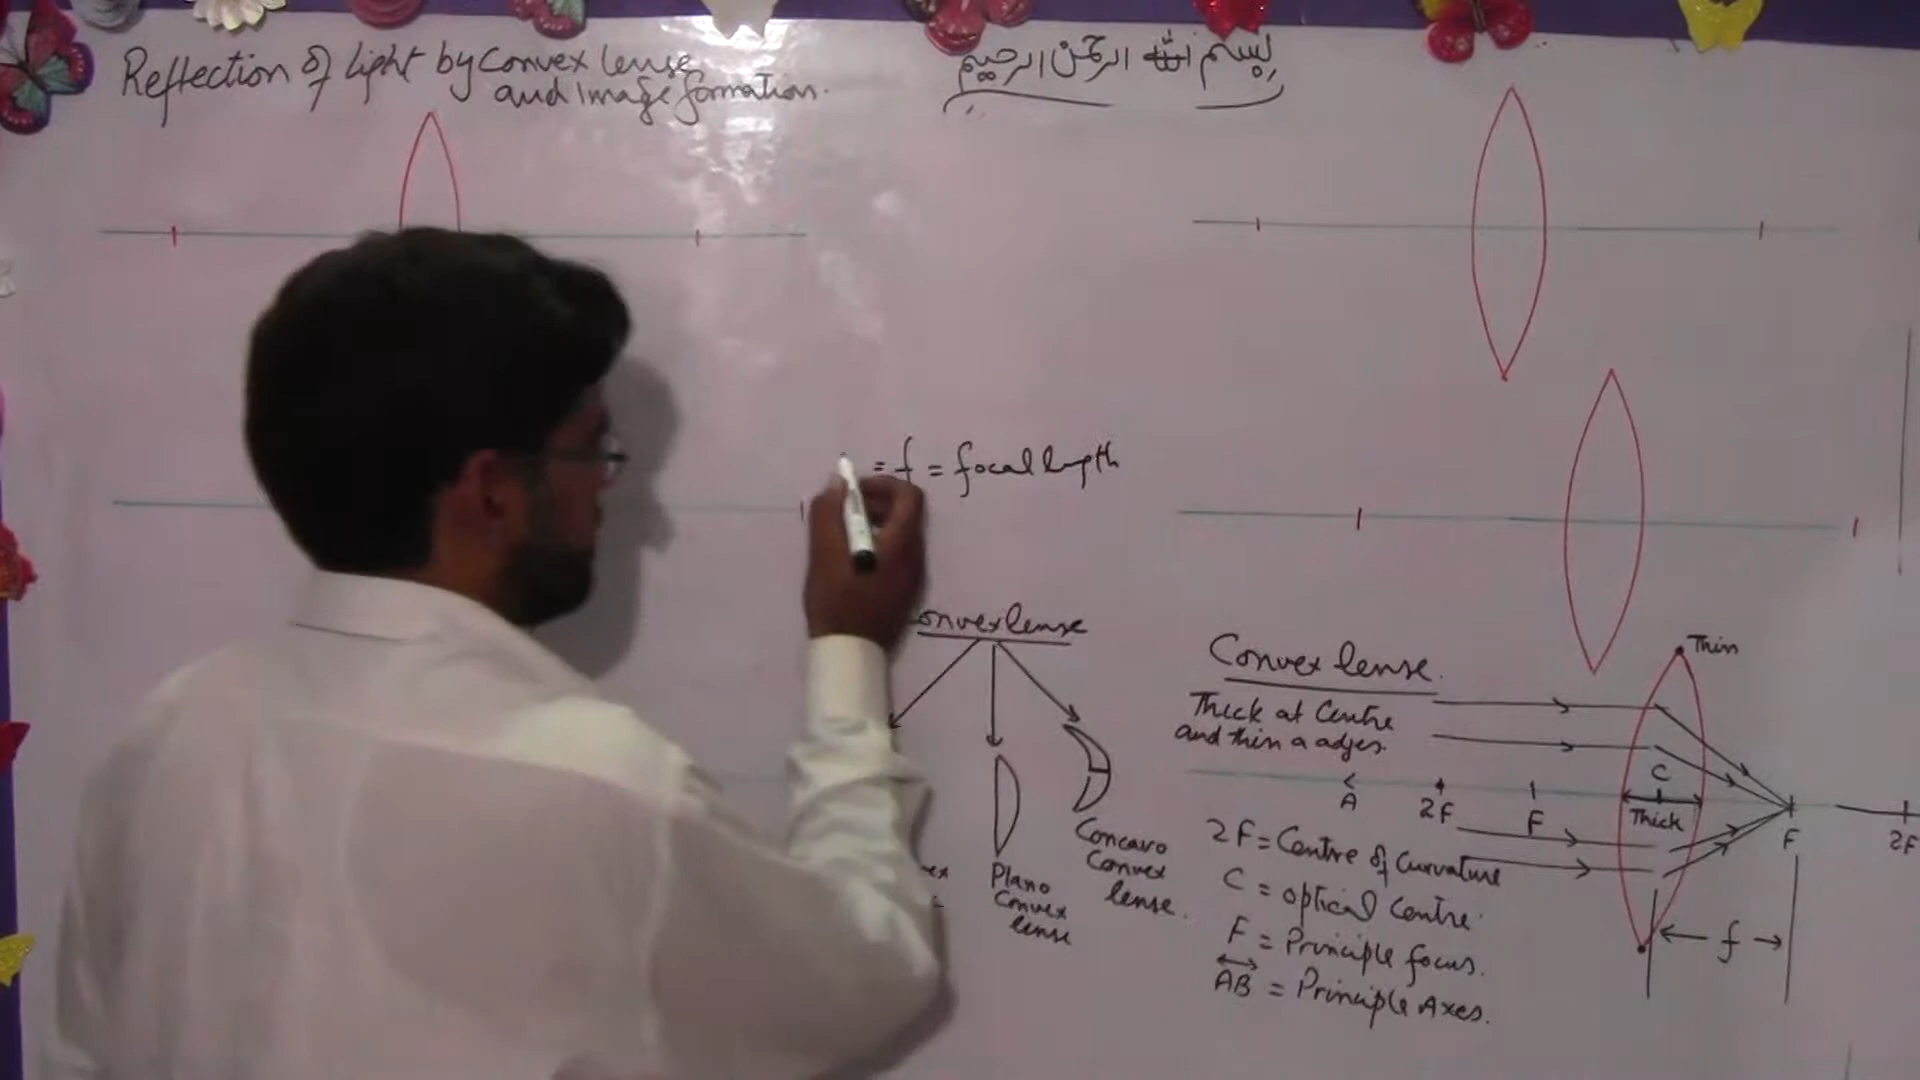 Reflection of light by Convex lense
and Image formation.
بسم الله الرحمن الرحيم
= f = focal length
onvex lense
Plano
Convex
lense
Concavo
Convex
lense.
Convex lense.
Thick at Centre
and thin a adjes.
Thin
C
Thick
A
2F
F
F
2F
f
2F = Centre of Curvature
C = optical Centre.
F = Principle focus.
AB = Principle Axes.